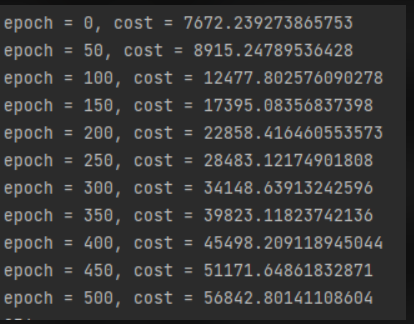 epoch = 0, cost = 7672.239273865753
epoch = 50, cost = 8915.24789536428
epoch = 100, cost = 12477.802576090278
epoch = 150, cost = 17395.08356837398
epoch = 200, cost = 22858.416460553573
epoch = 250, cost = 28483.12174901808
epoch = 300, cost = 34148.63913242596
epoch = 350, cost = 39823.11823742136
epoch = 400, cost = 45498.209118945044
epoch = 450, cost = 51171.64861832871
epoch = 500, cost = 56842.80141108604